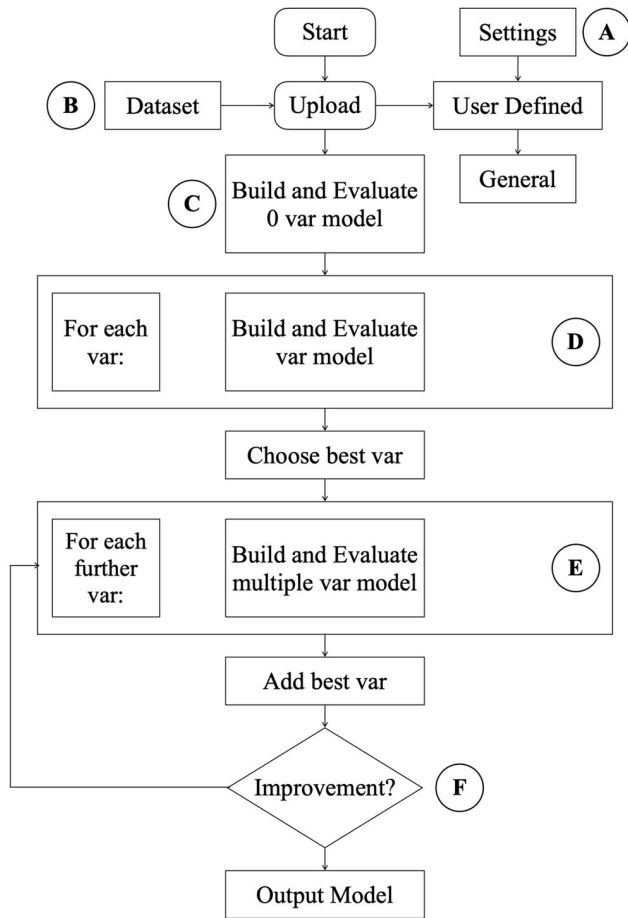 Start
Settings
A
B
Dataset
Upload
User Defined
General
C
Build and Evaluate
0 var model
For each
var:
Build and Evaluate
var model
D
Choose best var
For each
further
var:
Build and Evaluate
multiple var model
E
Add best var
Improvement?
F
Output Model